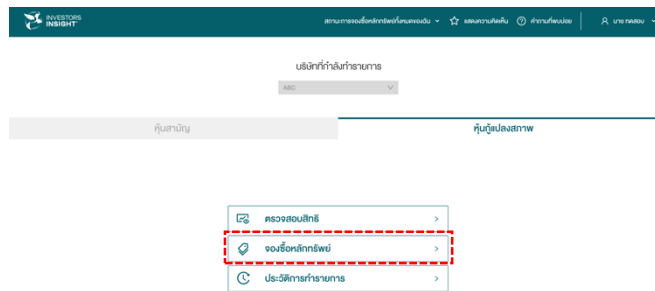 INVESTORS
INSIGHT
สถานะการจองซื้อหลักทรัพย์ทั้งหมดของฉัน
แสดงความคิดเห็น
คำถามที่พบบ่อย
นาย ทดสอบ
บริษัทที่กำลังทำรายการ
ABC
หุ้นสามัญ
หุ้นกู้แปลงสภาพ
ตรวจสอบสิทธิ
จองซื้อหลักทรัพย์
ประวัติการทำรายการ